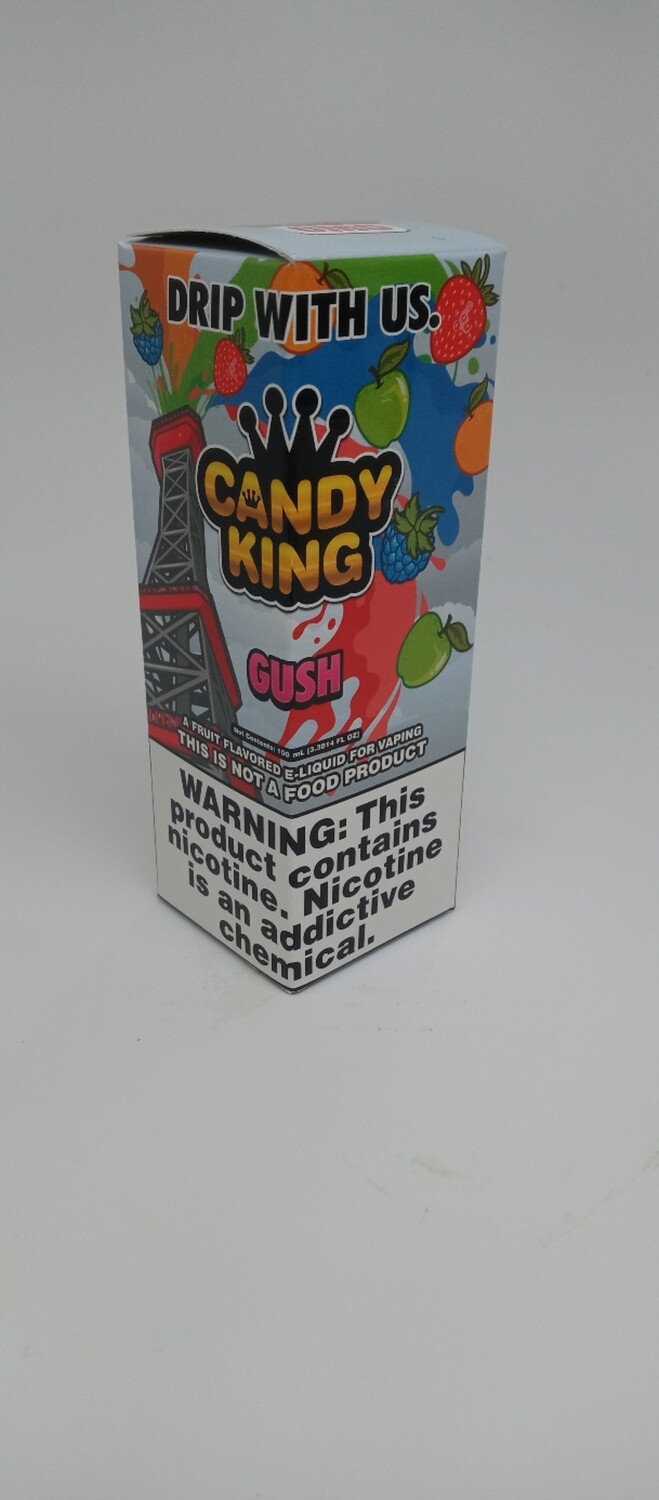 DRIP WITH US.
CANDY
KING
GUSH
Net Contents: 100 mL (3.3814 FL OZ)
A FRUIT FLAVORED E-LIQUID FOR VAPING
THIS IS NOT A FOOD PRODUCT
WARNING: This
product contains
nicotine. Nicotine
is an addictive
chemical.